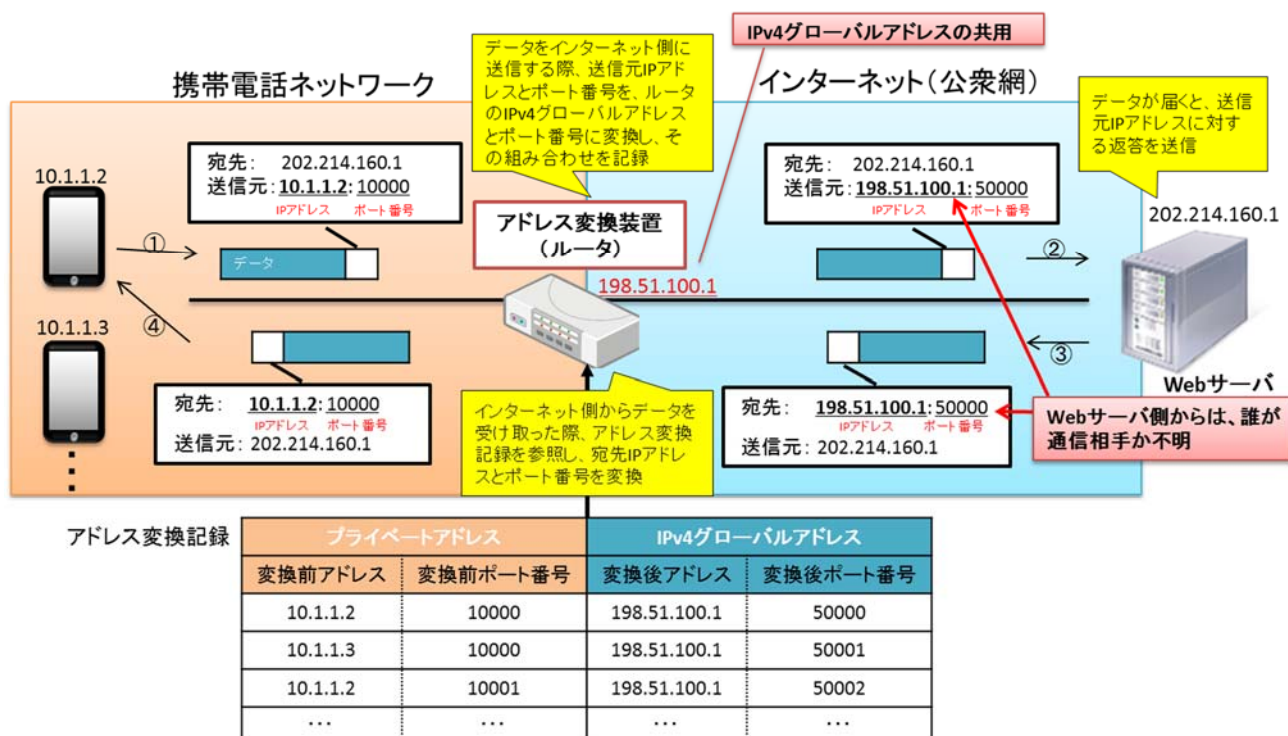 IPv4グローバルアドレスの共用
データをインターネット側に
送信する際、送信元IPアド
レスとポート番号を、ルータ
のIPv4グローバルアドレス
とポート番号に変換し、そ
の組み合わせを記録
携帯電話ネットワーク
インターネット（公衆網）
データが届くと、送信
元IPアドレスに対す
る返答を送信
10.1.1.2
宛先： 202.214.160.1
送信元：10.1.1.2：10000
IPアドレス ポート番号
宛先： 202.214.160.1
送信元：198.51.100.1：50000
IPアドレス ポート番号
202.214.160.1
アドレス変換装置
（ルータ）
①
データ
②
198.51.100.1
10.1.1.3
④
③
宛先： 10.1.1.2：10000
IPアドレス ポート番号
送信元：202.214.160.1
インターネット側からデータを
受け取った際、アドレス変換
記録を参照し、宛先IPアドレ
スとポート番号を変換
宛先： 198.51.100.1：50000
IPアドレス ポート番号
送信元：202.214.160.1
Webサーバ
Webサーバ側からは、誰が
通信相手か不明
アドレス変換記録
プライベートアドレス IPv4グローバルアドレス
変換前アドレス 変換前ポート番号 変換後アドレス 変換後ポート番号
10.1.1.2 10000 198.51.100.1 50000
10.1.1.3 10000 198.51.100.1 50001
10.1.1.2 10001 198.51.100.1 50002
… … … …